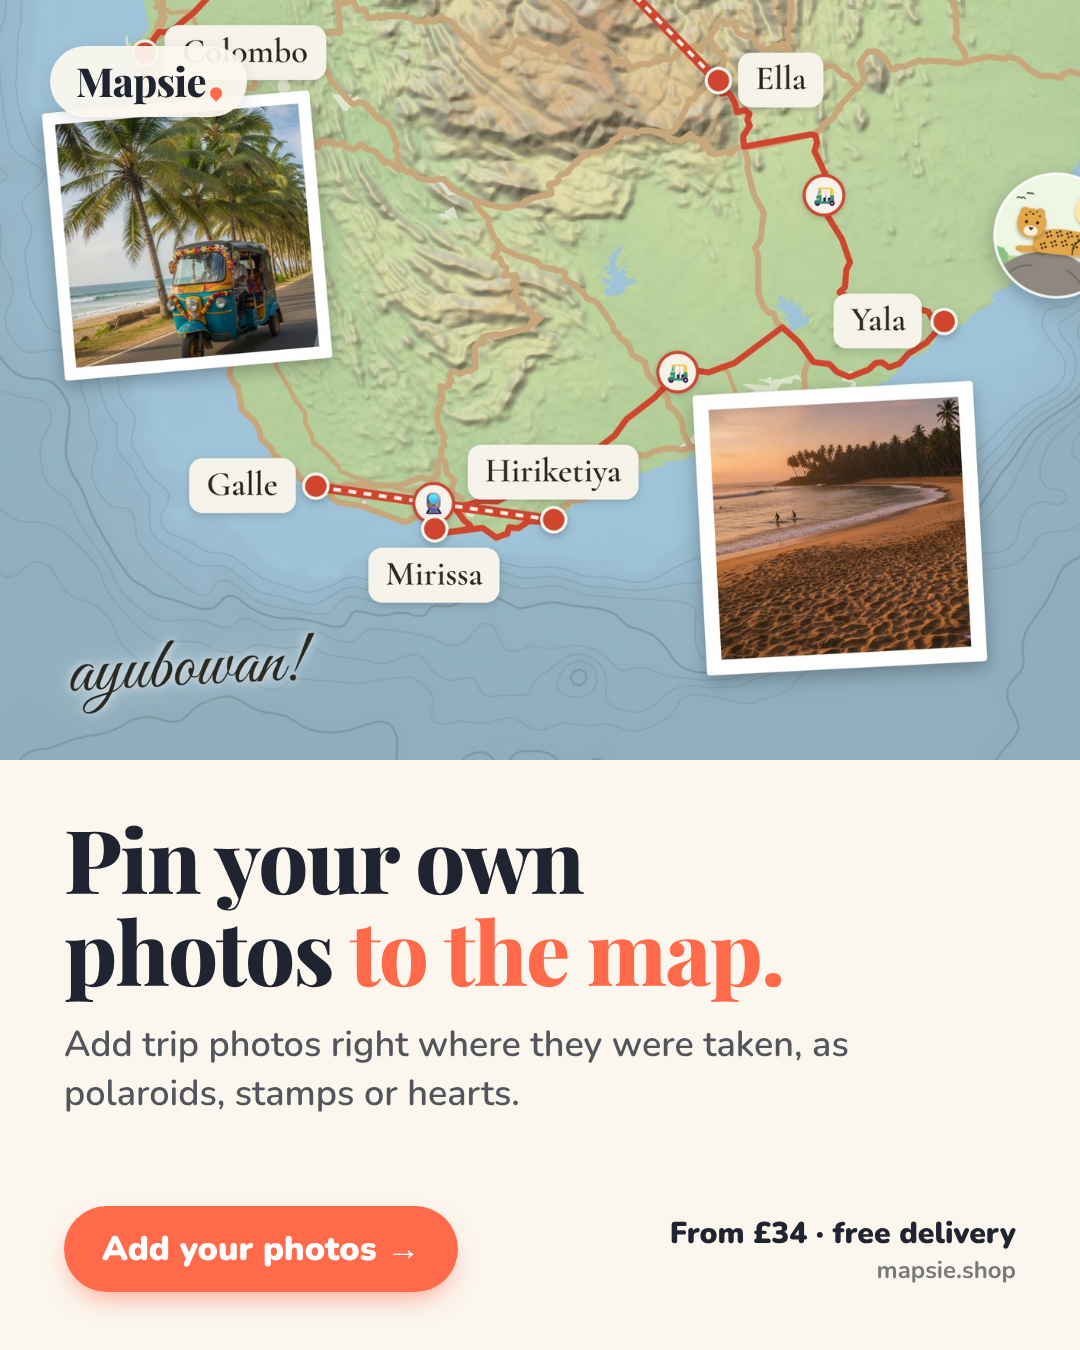 Colombo
Mapsie
Ella
Yala
Hiriketiya
Galle
Mirissa
ayubowan!
Pin your own
photos to the map.
Add trip photos right where they were taken, as
polaroids, stamps or hearts.
Add your photos →
From £34 · free delivery
mapsie.shop